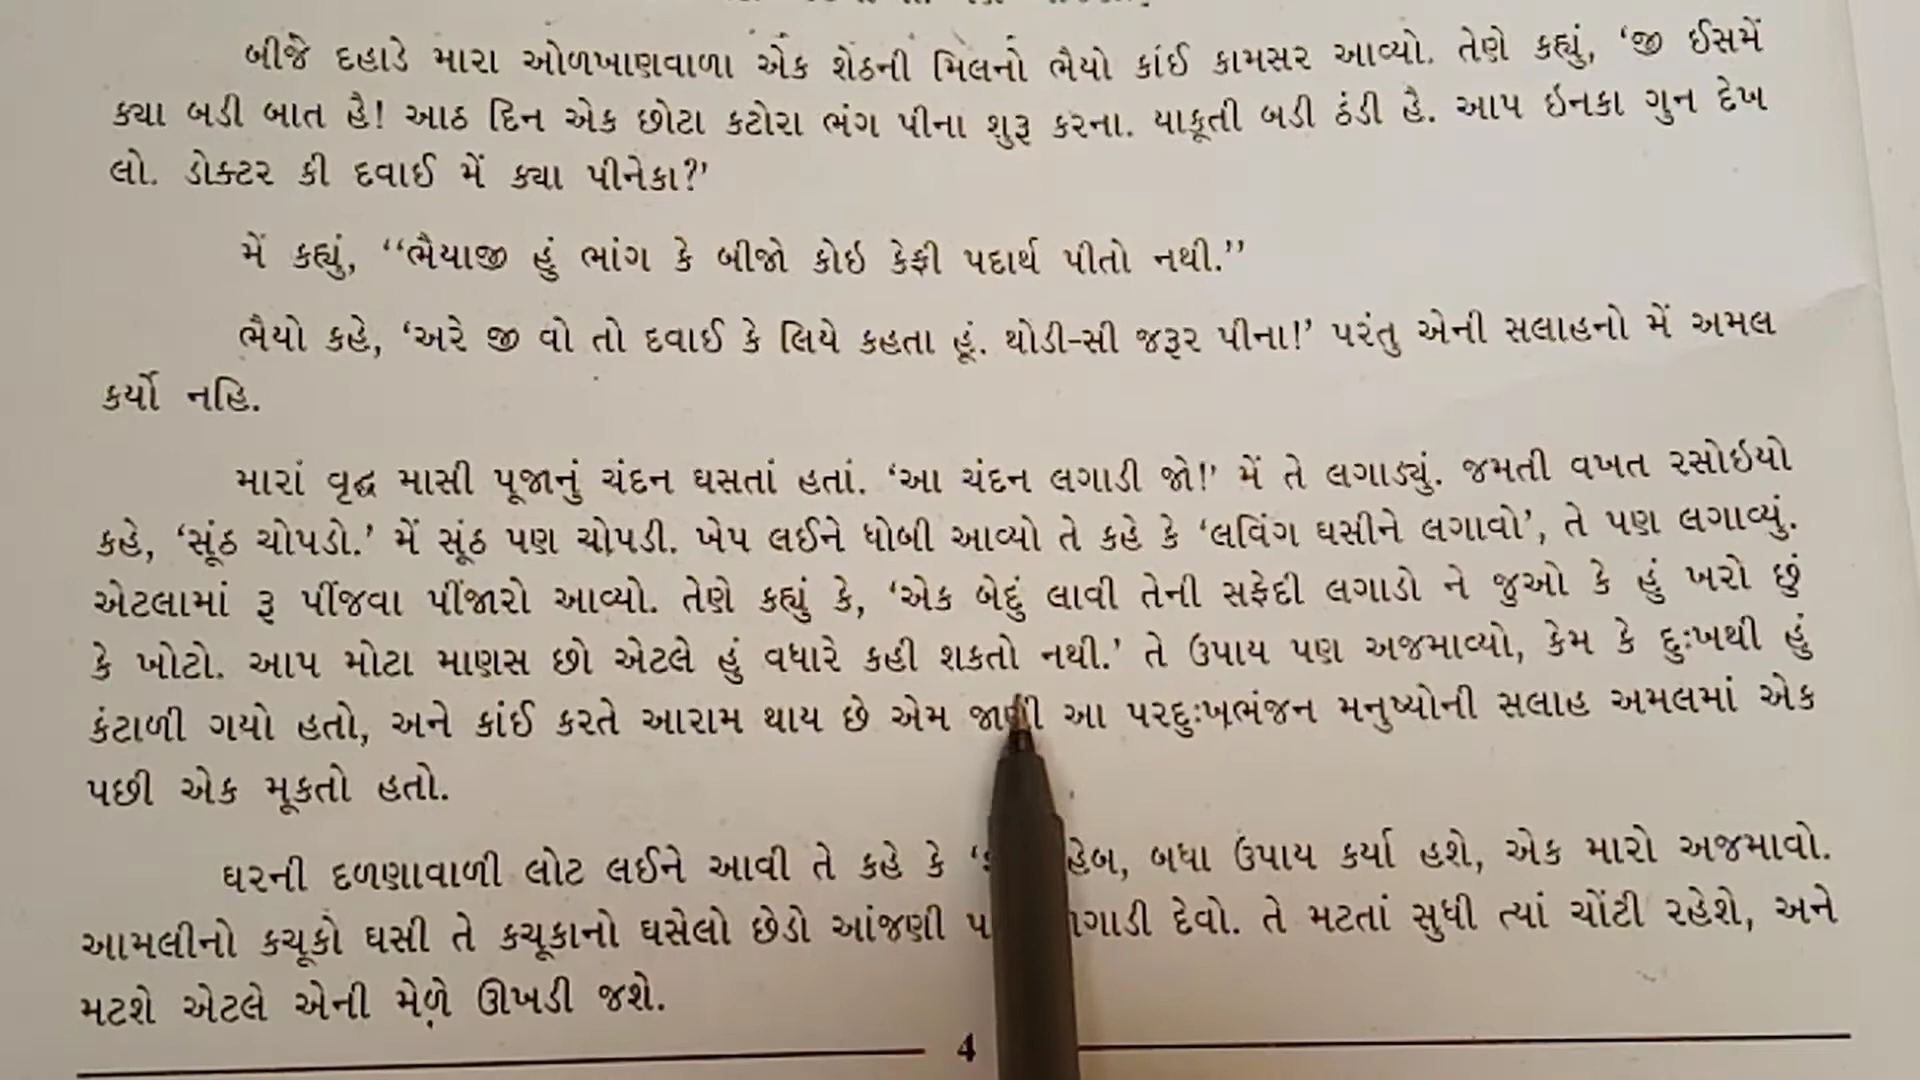 બીજે દહાડે મારા ઓળખાણવાળા એક શેઠની મિલનો ભૈયો કાંઈ કામસર આવ્યો. તેણે કહ્યું, ‘જી ઈસમેં
ક્યા બડી બાત હૈ! આઠ દિન એક છોટા કટોરા ભંગ પીના શુરૂ કરના. યાકૂતી બડી ઠંડી હૈ. આપ ઇનકા ગુન દેખ
લો. ડોક્ટર કી દવાઈ મેં ક્યા પીનેકા?’
મેં કહ્યું, “ભૈયાજી હું ભાંગ કે બીજો કોઇ કેફી પદાર્થ પીતો નથી.”
ભૈયો કહે, ‘અરે જી વો તો દવાઈ કે લિયે કહતા હૂં. થોડી-સી જરૂર પીના!’ પરંતુ એની સલાહનો મેં અમલ
કર્યો નહિ.
મારાં વૃદ્ધ માસી પૂજાનું ચંદન ઘસતાં હતાં. ‘આ ચંદન લગાડી જો!’ મેં તે લગાડ્યું. જમતી વખત રસોઇયો
કહે, ‘સૂંઠ ચોપડો.’ મેં સૂંઠ પણ ચોપડી. ખેપ લઈને ધોબી આવ્યો તે કહે કે ‘લવિંગ ઘસીને લગાવો’, તે પણ લગાવ્યું.
એટલામાં રૂ પીંજવા પીંજારો આવ્યો. તેણે કહ્યું કે, ‘એક બેદું લાવી તેની સફેદી લગાડો ને જુઓ કે હું ખરો છું
કે ખોટો. આપ મોટા માણસ છો એટલે હું વધારે કહી શકતો નથી.’ તે ઉપાય પણ અજમાવ્યો, કેમ કે દુઃખથી હું
કંટાળી ગયો હતો, અને કાંઈ કરતે આરામ થાય છે એમ જાણી આ પરદુઃખભંજન મનુષ્યોની સલાહ અમલમાં એક
પછી એક મૂકતો હતો.
ઘરની દળણાવાળી લોટ લઈને આવી તે કહે કે બધા ઉપાય કર્યા હશે, એક મારો અજમાવો.
આમલીનો કચૂકો ઘસી તે કચૂકાનો ઘસેલો છેડો આંજણી દેવો. તે મટતાં સુધી ત્યાં ચોંટી રહેશે, અને
મટશે એટલે એની મેળે ઊખડી જશે.
4